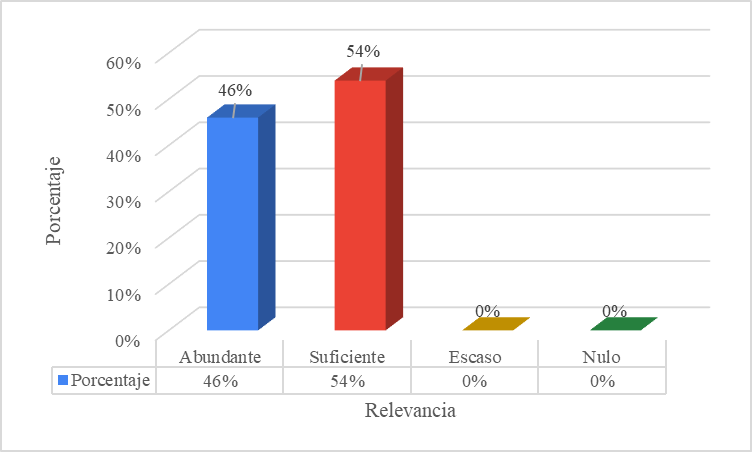 54%
60%
46%
50%
40%
Porcentaje
30%
20%
10%
0% 0%
0%
Abundante Suficiente Escaso Nulo
Porcentaje 46% 54% 0% 0%
Relevancia